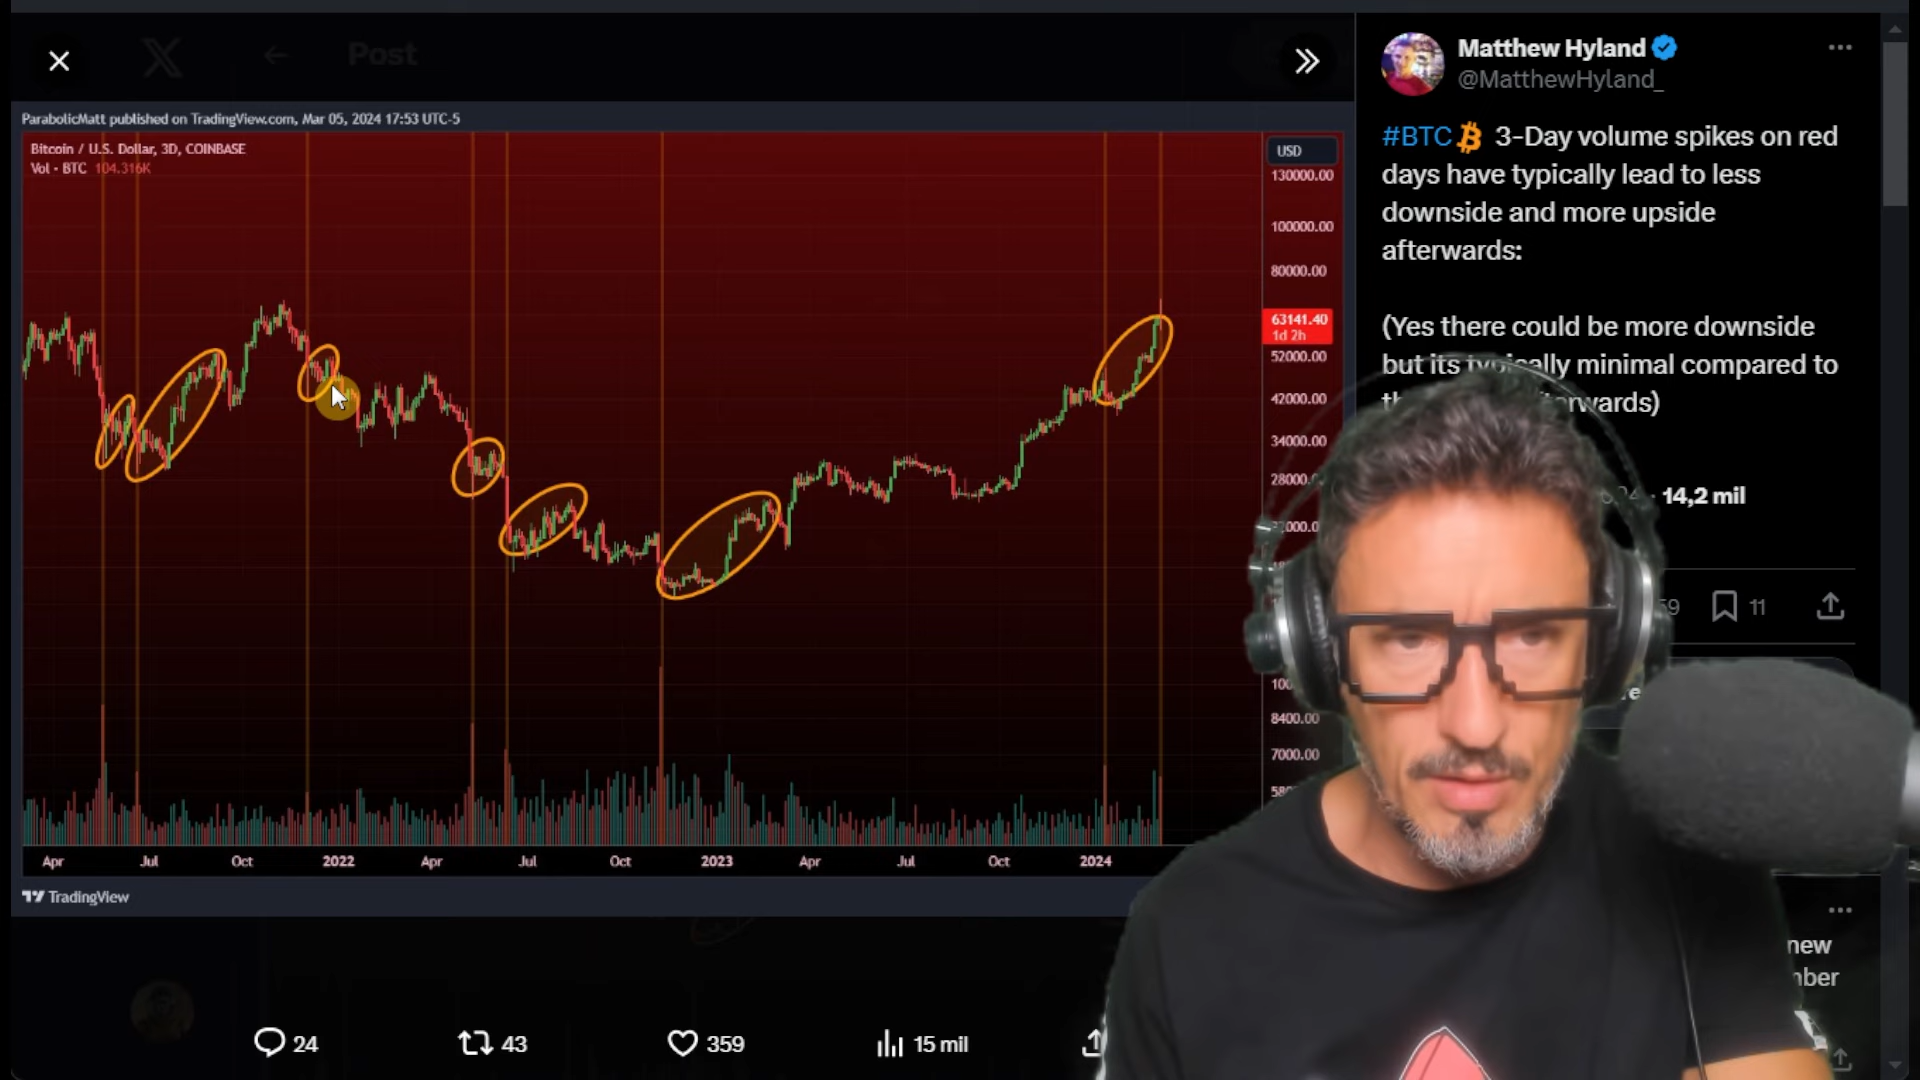 Post
ParabolicMatt published on TradingView.com, Mar 05, 2024 17:53 UTC-5
Bitcoin / U.S. Dollar, 3D, COINBASE
Vol · BTC 104.316K
USD
130000.00
100000.00
80000.00
63141.40
1d 2h
52000.00
42000.00
34000.00
8400.00
7000.00
Apr Jul Oct 2022 Apr Jul Oct 2023 Apr Jul Oct 2024
TradingView
24 43 359 15 mil
Matthew Hyland
@MatthewHyland_
#BTC 3-Day volume spikes on red
days have typically lead to less
downside and more upside
afterwards:
(Yes there could be more downside
but its typically minimal compared to
14,2 mil
11
new